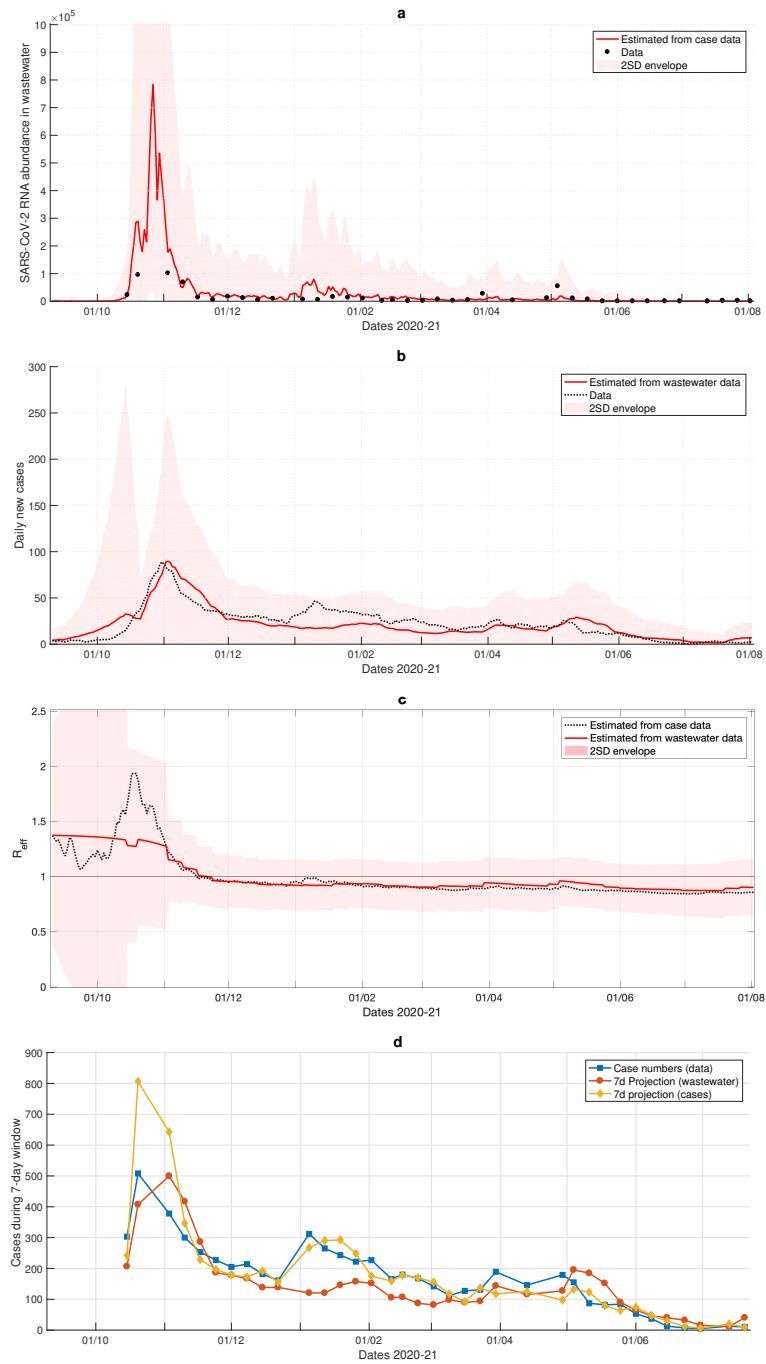 a
×10⁵
SARS-CoV-2 RNA abundance in wastewater
10
9
8
7
6
5
4
3
2
1
0
Estimated from case data
Data
2SD envelope
01/10 01/12 01/02 01/04 01/06 01/08
Dates 2020-21
b
Daily new cases
300
250
200
150
100
50
0
Estimated from wastewater data
Data
2SD envelope
01/10 01/12 01/02 01/04 01/06 01/08
Dates 2020-21
c
R_eff
2.5
2
1.5
1
0.5
0
Estimated from case data
Estimated from wastewater data
2SD envelope
01/10 01/12 01/02 01/04 01/06 01/08
Dates 2020-21
d
Cases during 7-day window
900
800
700
600
500
400
300
200
100
0
Case numbers (data)
7d Projection (wastewater)
7d projection (cases)
01/10 01/12 01/02 01/04 01/06
Dates 2020-21